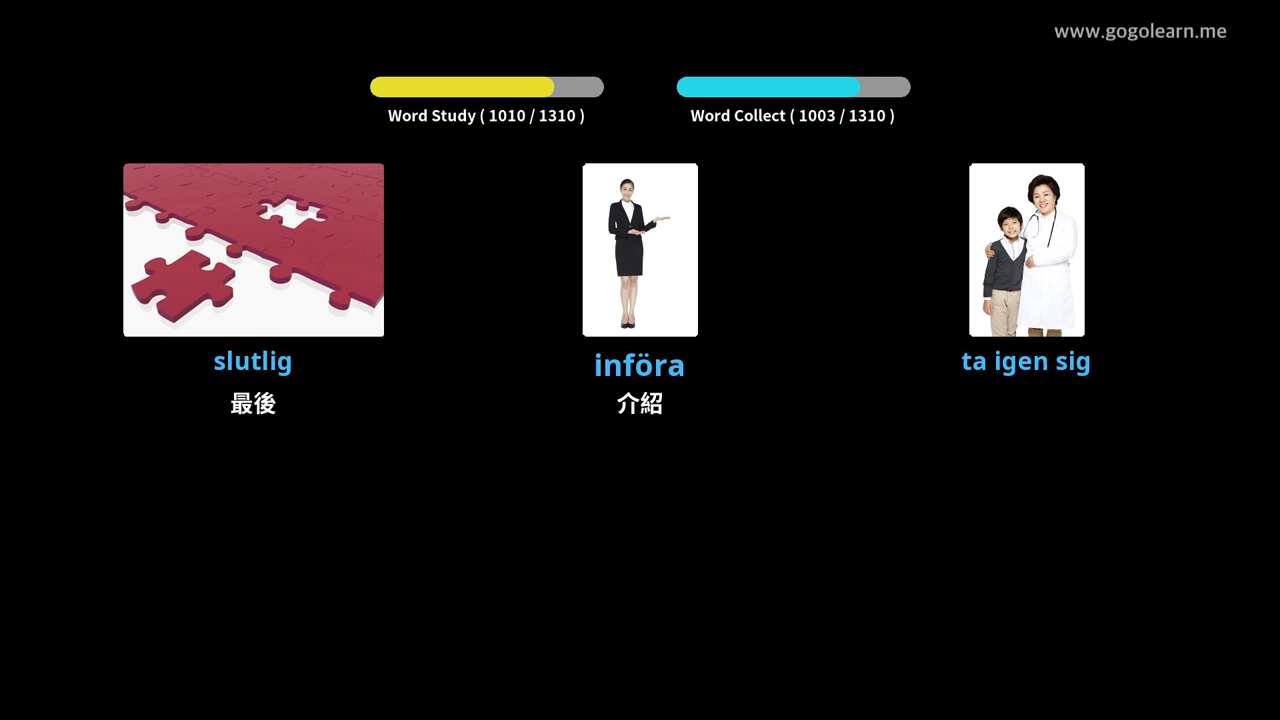 www.gogolearn.me
Word Study ( 1010 / 1310 )
Word Collect ( 1003 / 1310 )
slutlig
最後
införa
介紹
ta igen sig